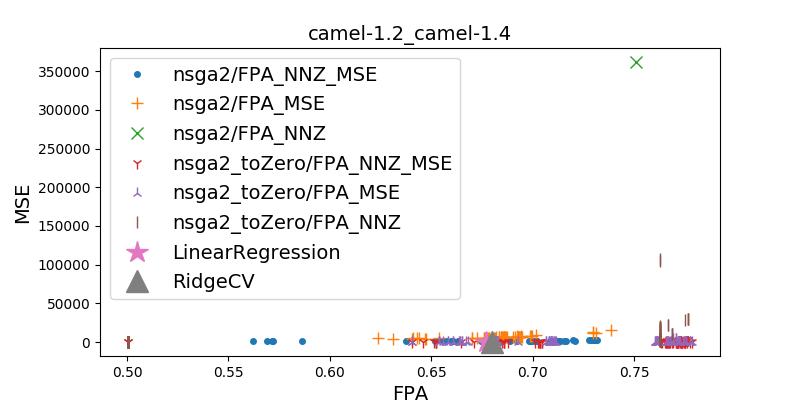 camel-1.2_camel-1.4
MSE
350000
300000
250000
200000
150000
100000
50000
0
nsga2/FPA_NNZ_MSE
nsga2/FPA_MSE
nsga2/FPA_NNZ
nsga2_toZero/FPA_NNZ_MSE
nsga2_toZero/FPA_MSE
nsga2_toZero/FPA_NNZ
LinearRegression
RidgeCV
0.50 0.55 0.60 0.65 0.70 0.75
FPA